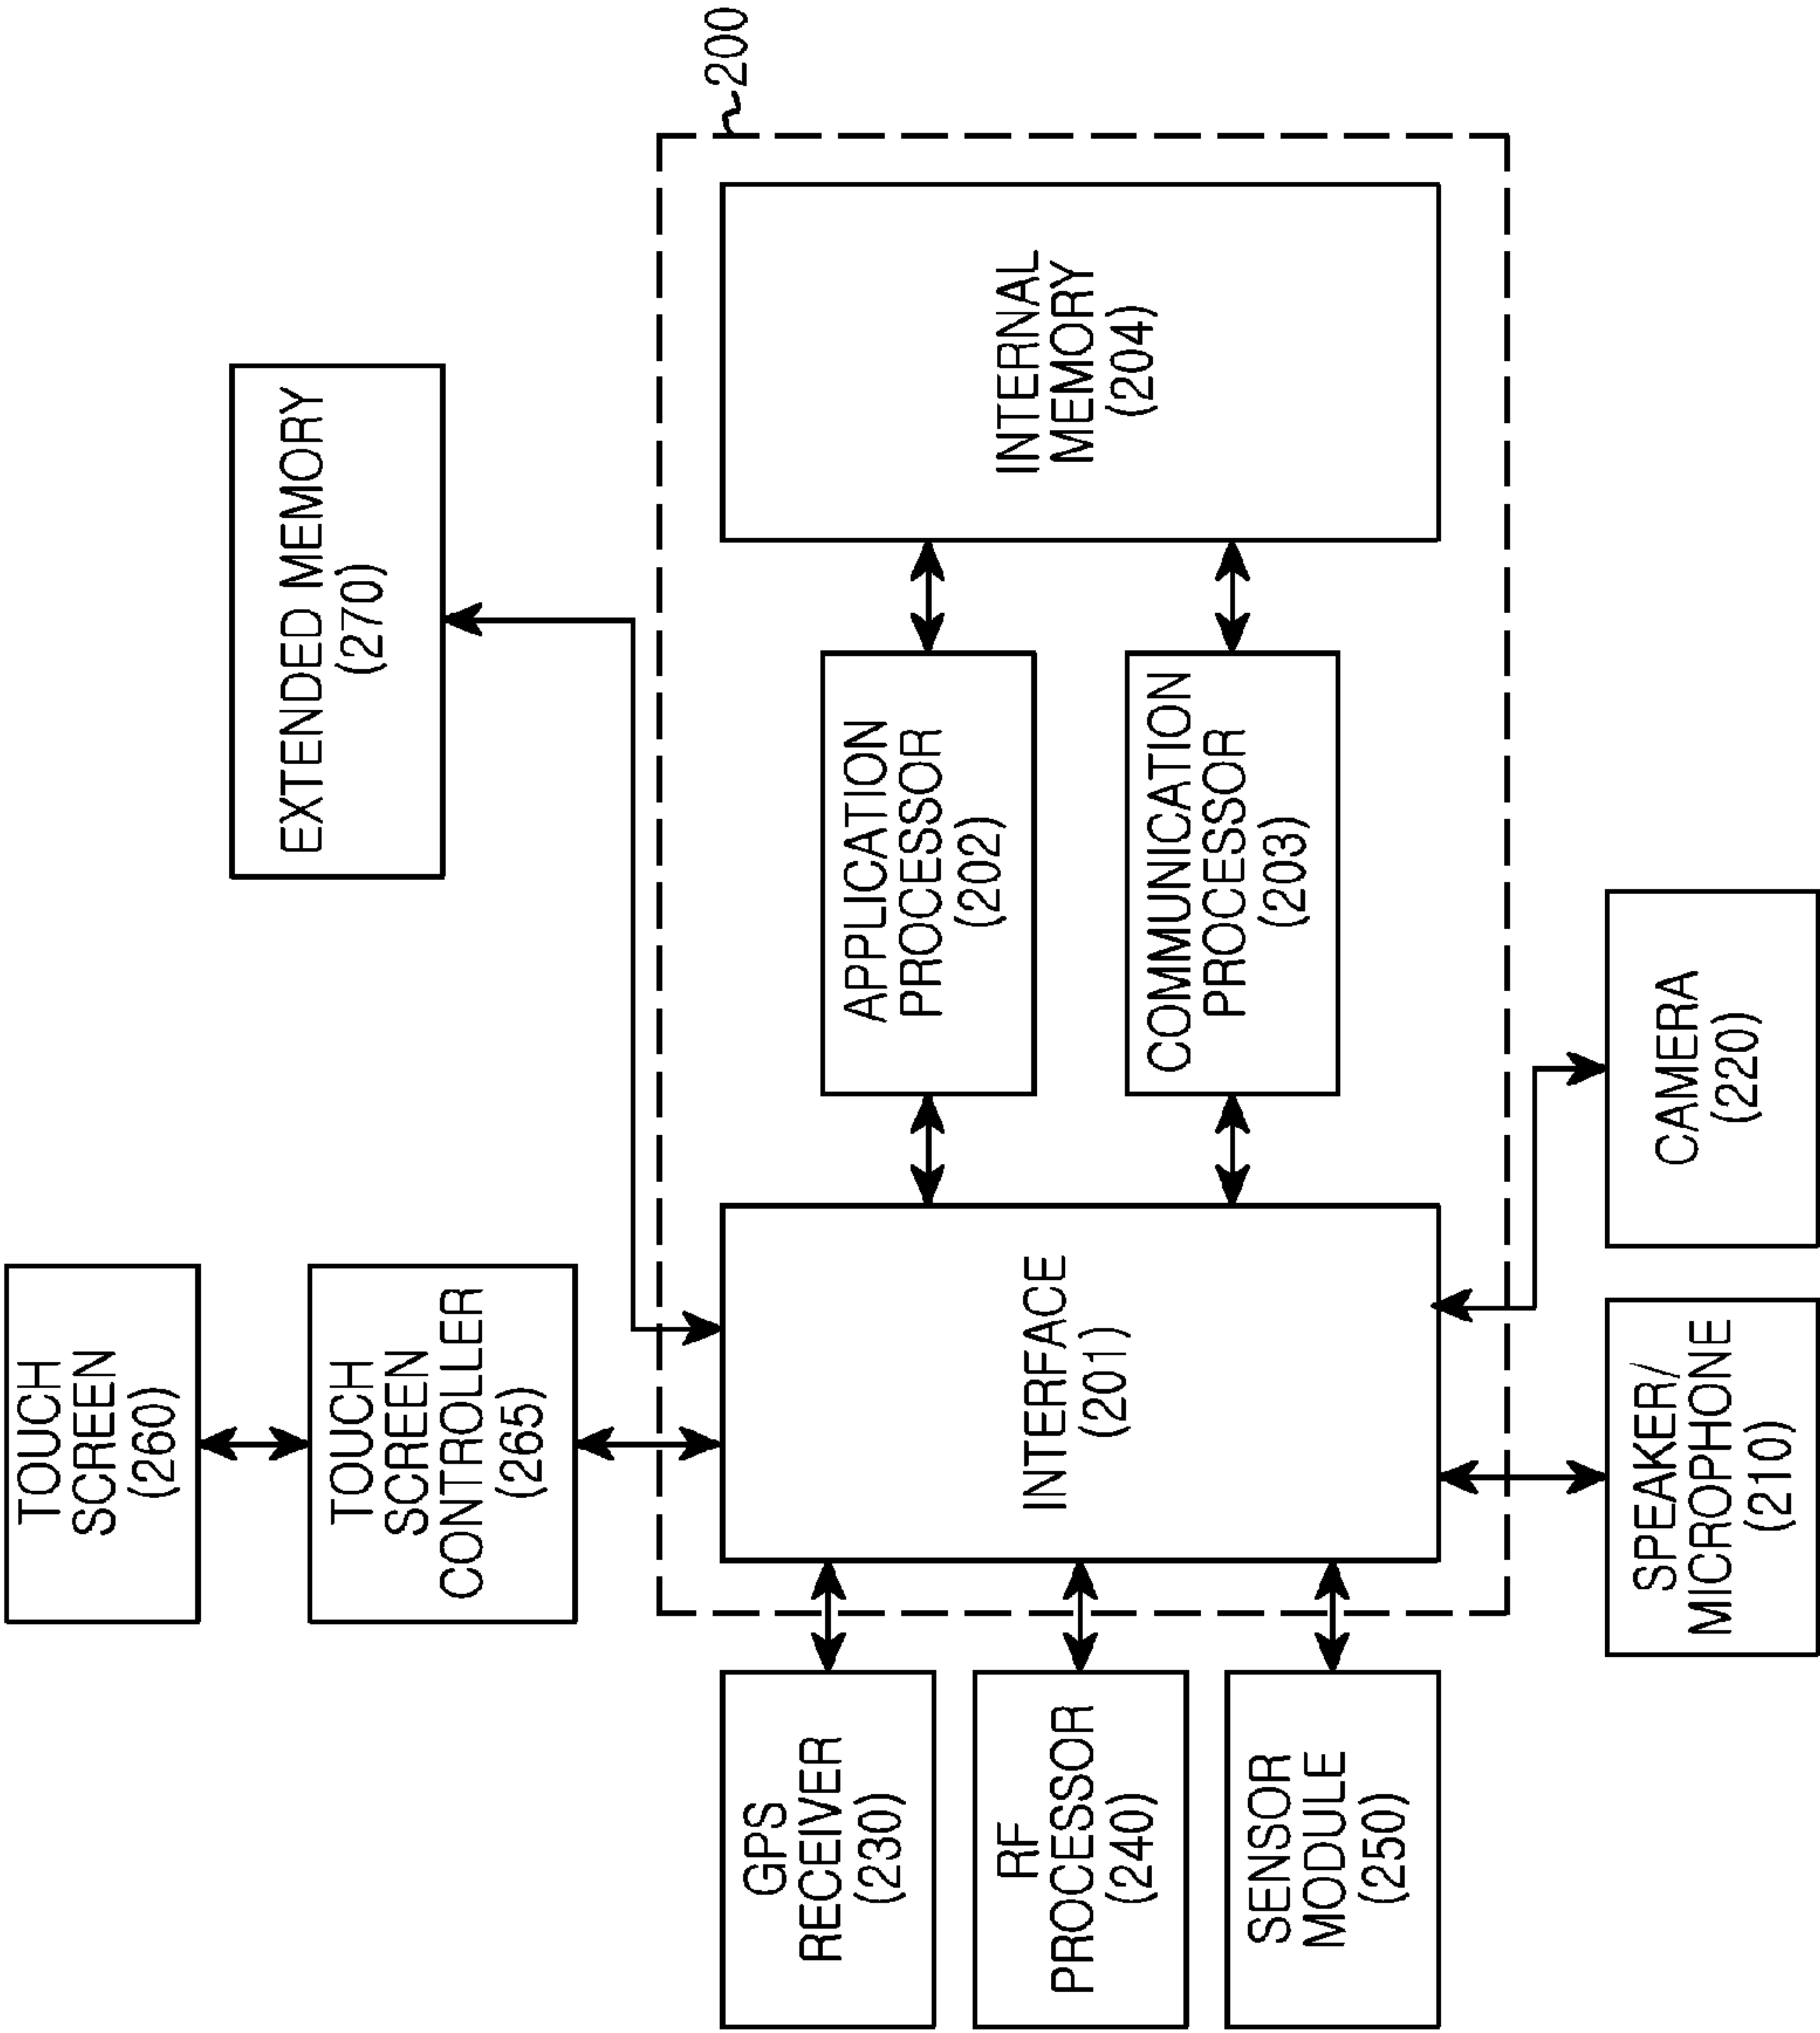 TOUCH
SCREEN
(260)
TOUCH
SCREEN
CONTROLLER
(265)
EXTENDED MEMORY
(270)
200
GPS
RECEIVER
(230)
RF
PROCESSOR
(240)
SENSOR
MODULE
(250)
INTERFACE
(201)
APPLICATION
PROCESSOR
(202)
COMMUNICATION
PROCESSOR
(203)
INTERNAL
MEMORY
(204)
SPEAKER/
MICROPHONE
(210)
CAMERA
(220)